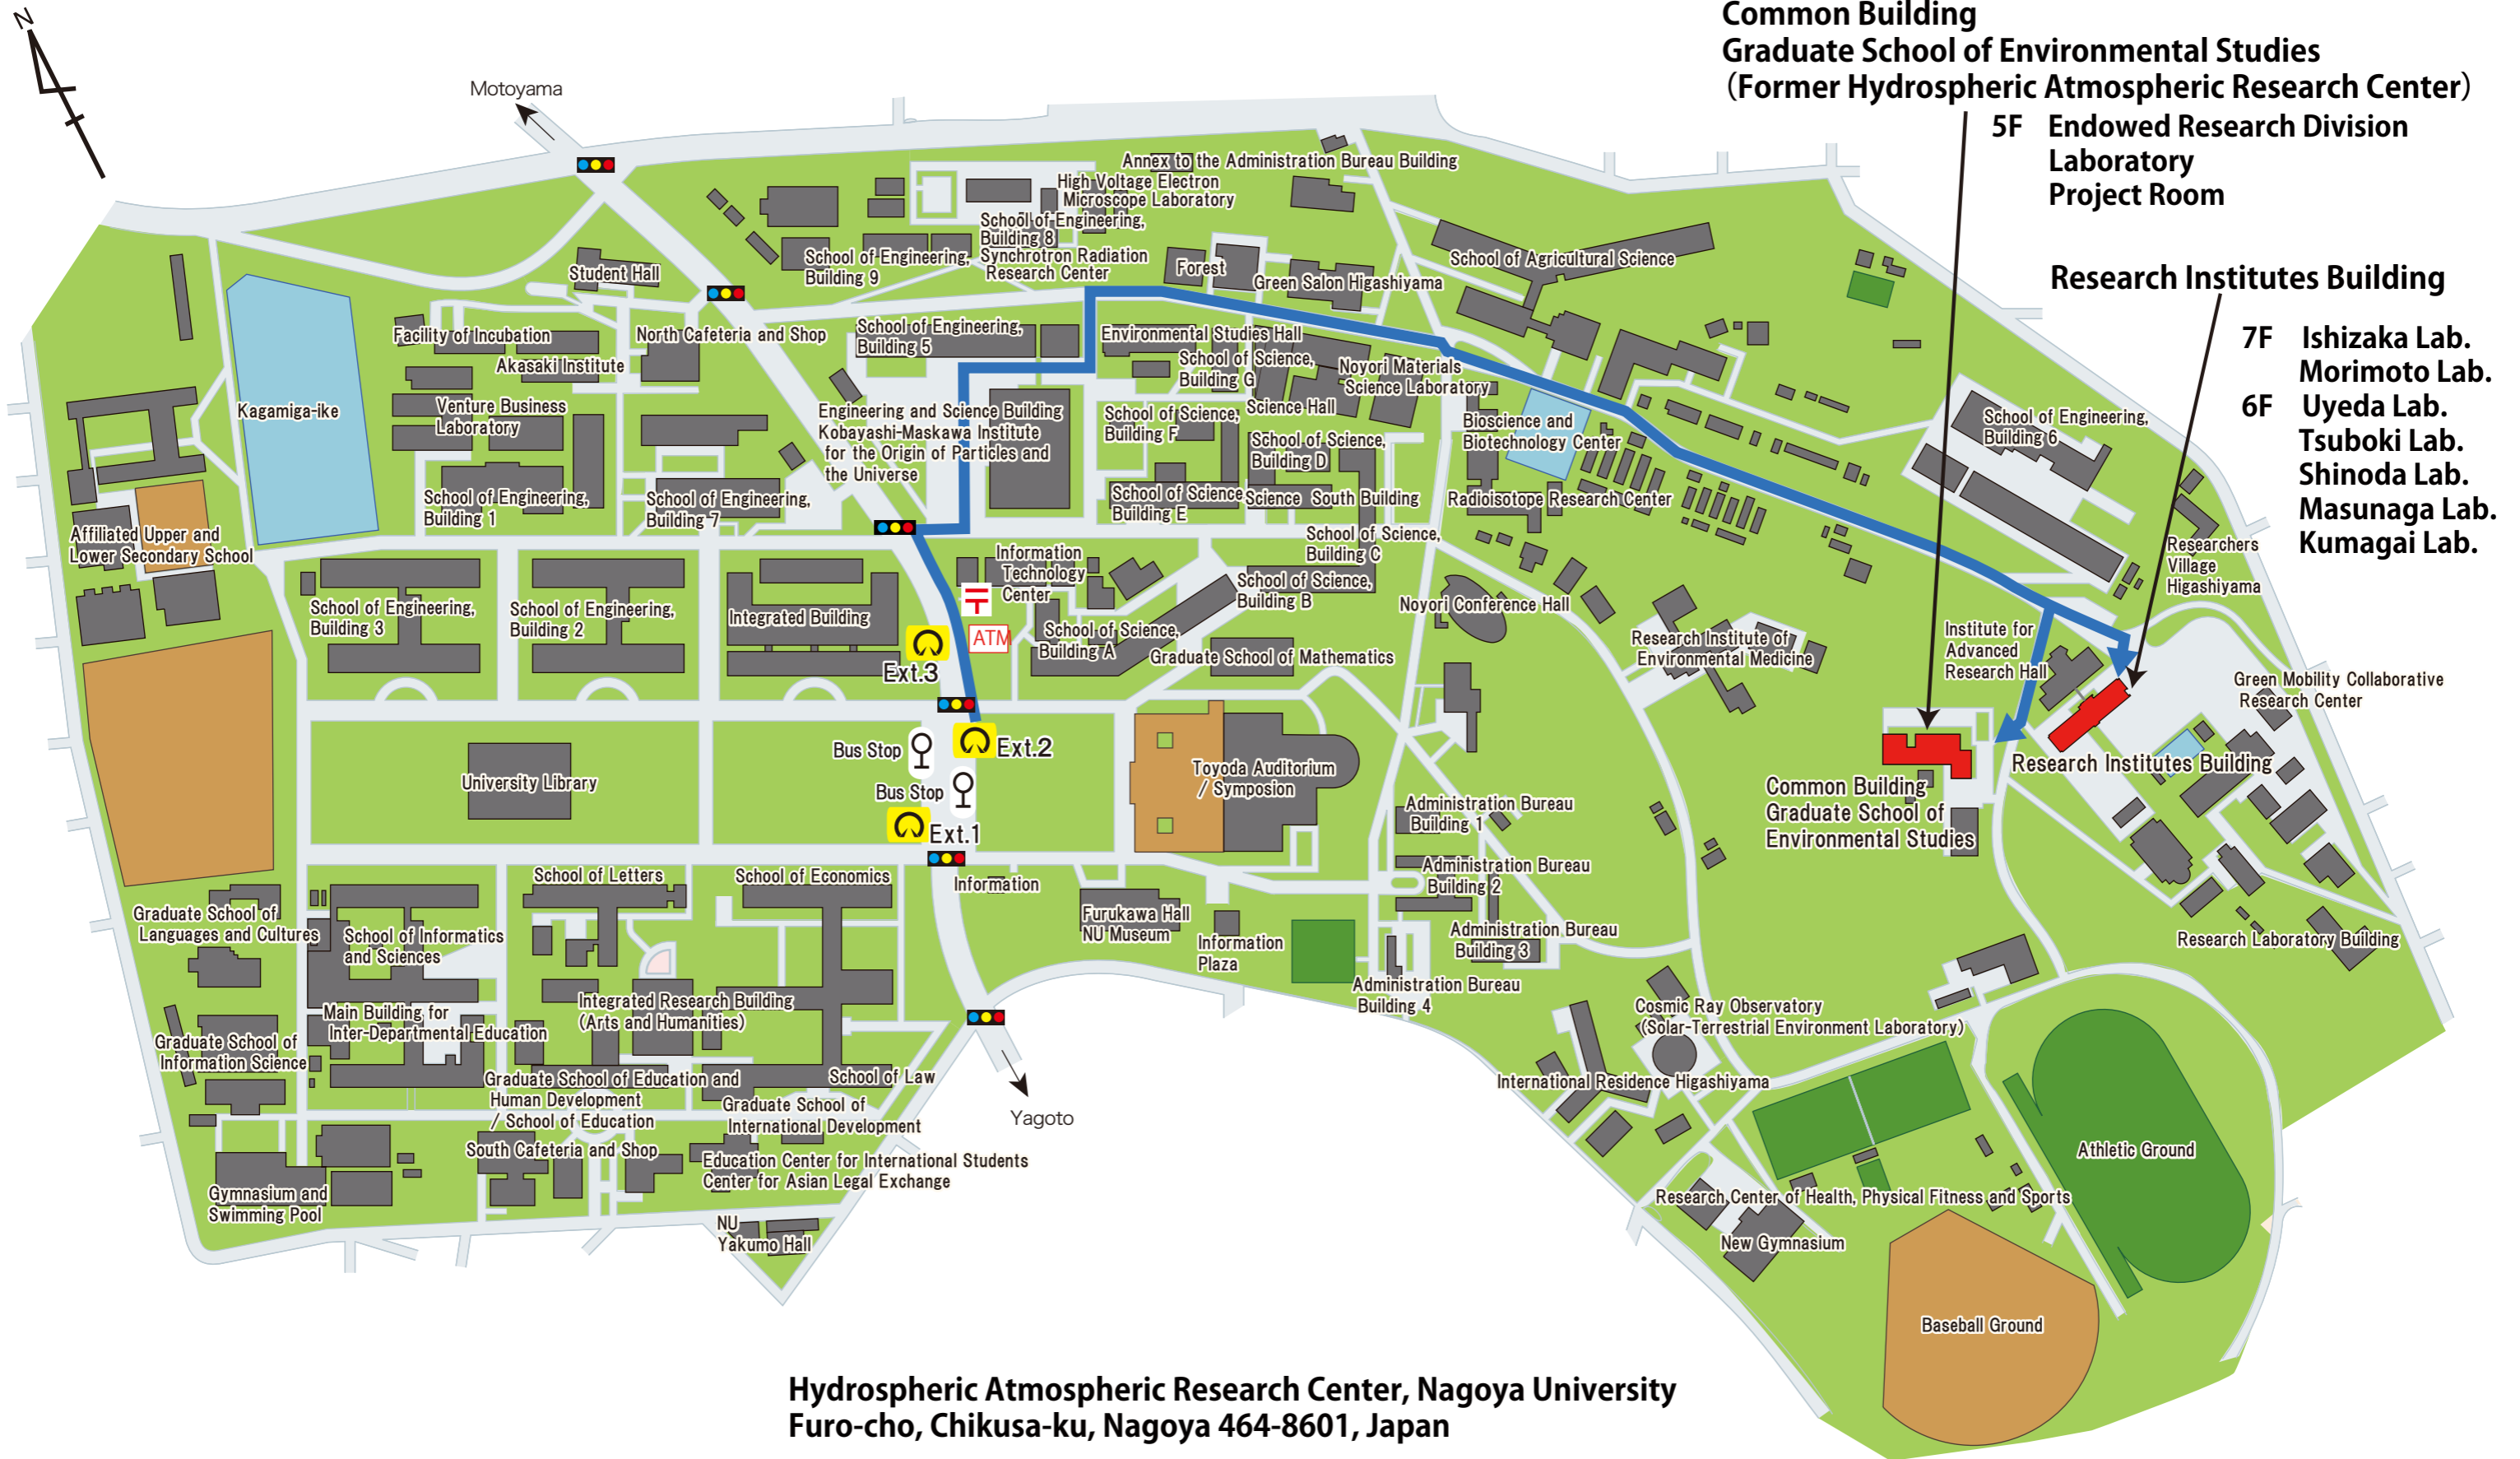 N
Common Building
Graduate School of Environmental Studies
(Former Hydrospheric Atmospheric Research Center)
5F Endowed Research Division
Laboratory
Project Room
Research Institutes Building
7F Ishizaka Lab.
Morimoto Lab.
6F Uyeda Lab.
Tsuboki Lab.
Shinoda Lab.
Masunaga Lab.
Kumagai Lab.
Motoyama
Annex to the Administration Bureau Building
High Voltage Electron
Microscope Laboratory
School of Engineering,
Building 8
Synchrotron Radiation
Research Center
School of Engineering,
Building 9
Student Hall
Forest
Green Salon Higashiyama
School of Agricultural Science
Facility of Incubation
Akasaki Institute
North Cafeteria and Shop
School of Engineering,
Building 5
Environmental Studies Hall
School of Science,
Building G
Noyori Materials
Science Laboratory
Science Hall
Kagamiga-ike
Venture Business
Laboratory
Engineering and Science Building
Kobayashi-Maskawa Institute
for the Origin of Particles and
the Universe
School of Science,
Building F
School of Science,
Building D
Bioscience and
Biotechnology Center
School of Engineering,
Building 6
School of Engineering,
Building 1
School of Engineering,
Building 7
School of Science
Building E
Science South Building
Radioisotope Research Center
Affiliated Upper and
Lower Secondary School
School of Science,
Building C
Information
Technology
Center
School of Science,
Building B
Researchers
Village
Higashiyama
School of Engineering,
Building 3
School of Engineering,
Building 2
Integrated Building
〒
ATM
Ext.3
School of Science,
Building A
Graduate School of Mathematics
Noyori Conference Hall
Research Institute of
Environmental Medicine
Institute for
Advanced
Research Hall
Green Mobility Collaborative
Research Center
Bus Stop
Ext.2
Bus Stop
Ext.1
University Library
Toyoda Auditorium
/ Symposion
Research Institutes Building
Common Building
Graduate School of
Environmental Studies
Administration Bureau
Building 1
Administration Bureau
Building 2
Administration Bureau
Building 3
Administration Bureau
Building 4
School of Letters
School of Economics
Information
Furukawa Hall
NU Museum
Information
Plaza
Graduate School of
Languages and Cultures
School of Informatics
and Sciences
Research Laboratory Building
Integrated Research Building
(Arts and Humanities)
Main Building for
Inter-Departmental Education
Graduate School of
Information Science
Cosmic Ray Observatory
(Solar-Terrestrial Environment Laboratory)
International Residence Higashiyama
Graduate School of Education and
Human Development
/ School of Education
School of Law
Graduate School of
International Development
Yagoto
South Cafeteria and Shop
Education Center for International Students
Center for Asian Legal Exchange
Gymnasium and
Swimming Pool
NU
Yakumo Hall
Athletic Ground
Research Center of Health, Physical Fitness and Sports
New Gymnasium
Baseball Ground
Hydrospheric Atmospheric Research Center, Nagoya University
Furo-cho, Chikusa-ku, Nagoya 464-8601, Japan